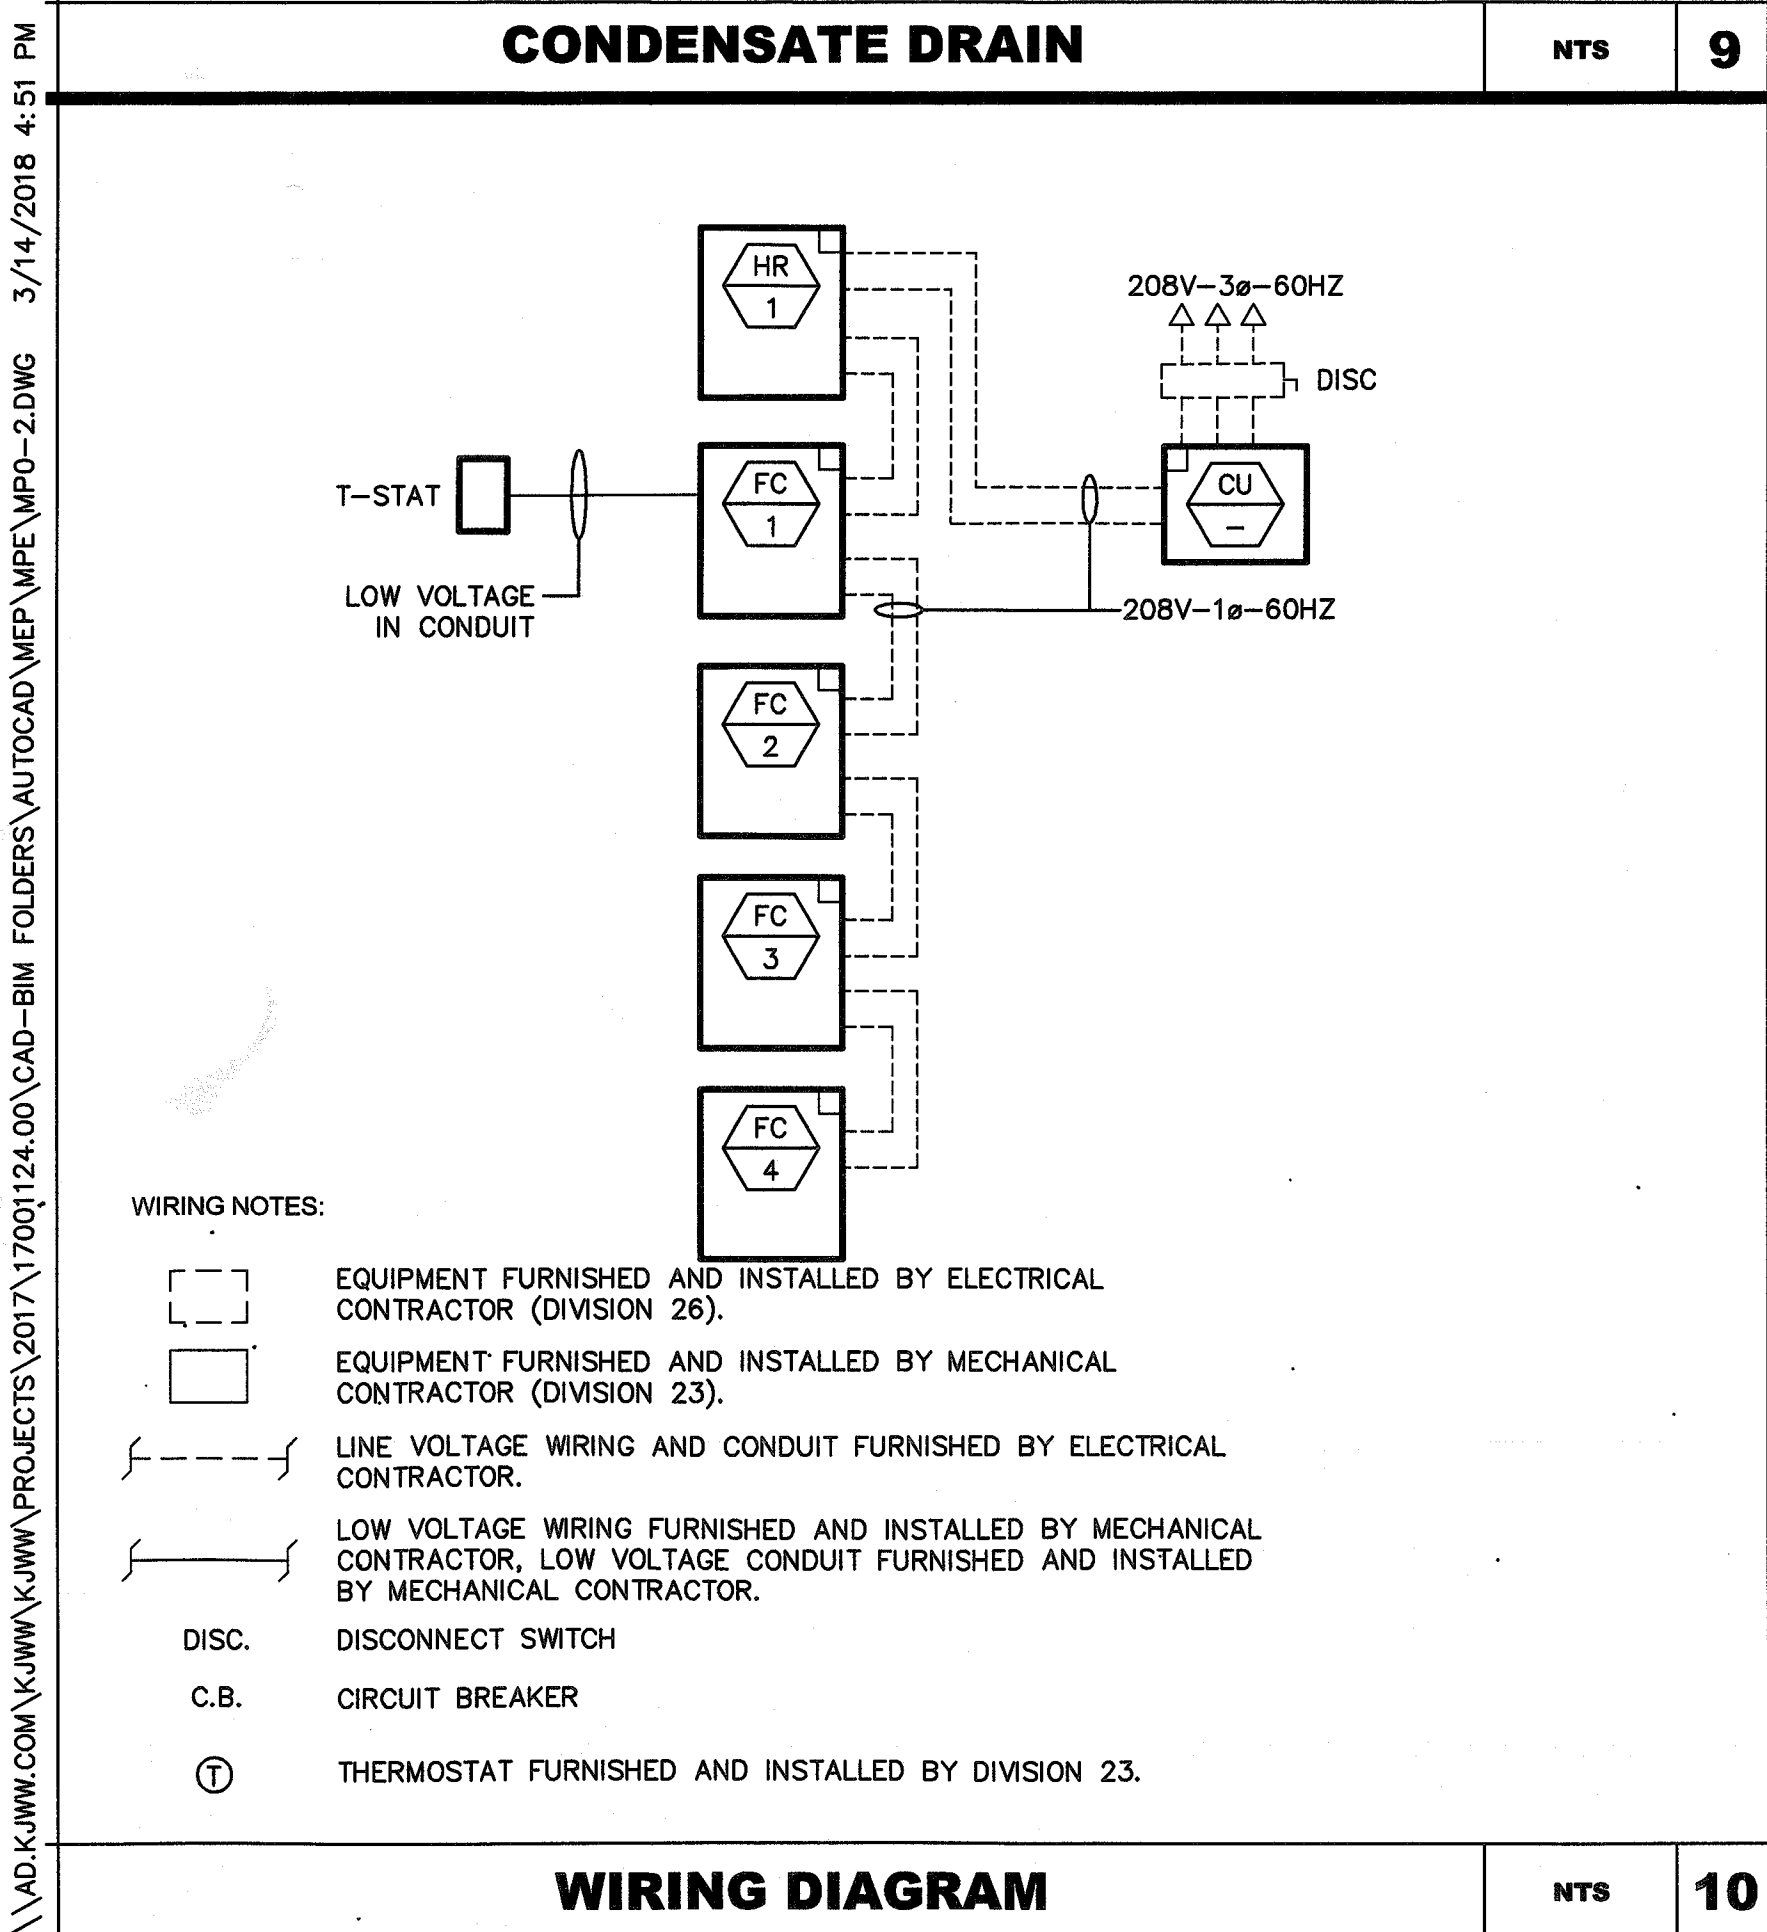 CONDENSATE DRAIN
NTS
9
\\AD.KJWW.COM\KJWW\KJWW\PROJECTS\2017\17001124.00\CAD-BIM FOLDERS\AUTOCAD\MEP\MPE\MPO-2.DWG 3/14/2018 4:51 PM
HR
1
208V-3ø-60HZ
DISC
T-STAT
FC
1
CU
-
LOW VOLTAGE
IN CONDUIT
208V-1ø-60HZ
FC
2
FC
3
FC
4
WIRING NOTES:
EQUIPMENT FURNISHED AND INSTALLED BY ELECTRICAL
CONTRACTOR (DIVISION 26).
EQUIPMENT FURNISHED AND INSTALLED BY MECHANICAL
CONTRACTOR (DIVISION 23).
LINE VOLTAGE WIRING AND CONDUIT FURNISHED BY ELECTRICAL
CONTRACTOR.
LOW VOLTAGE WIRING FURNISHED AND INSTALLED BY MECHANICAL
CONTRACTOR, LOW VOLTAGE CONDUIT FURNISHED AND INSTALLED
BY MECHANICAL CONTRACTOR.
DISC. DISCONNECT SWITCH
C.B. CIRCUIT BREAKER
T THERMOSTAT FURNISHED AND INSTALLED BY DIVISION 23.
WIRING DIAGRAM
NTS
10